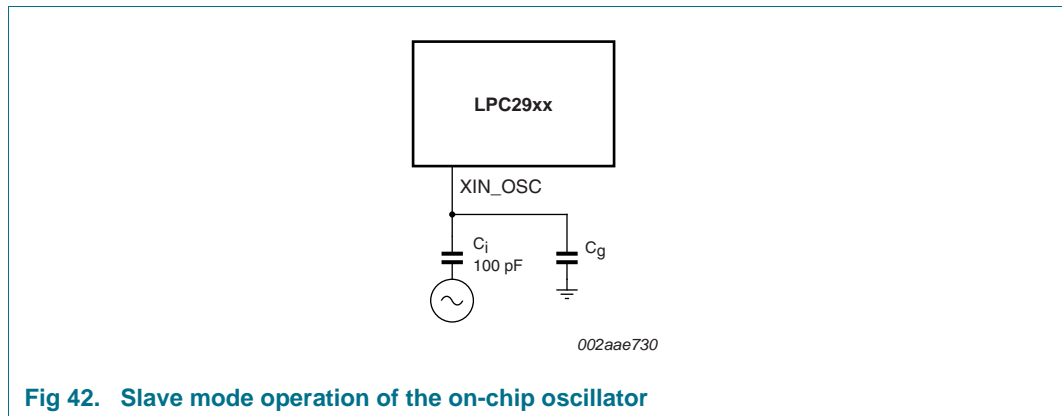 LPC29xx
XIN_OSC
Ci
100 pF
Cg
002aae730
Fig 42. Slave mode operation of the on-chip oscillator